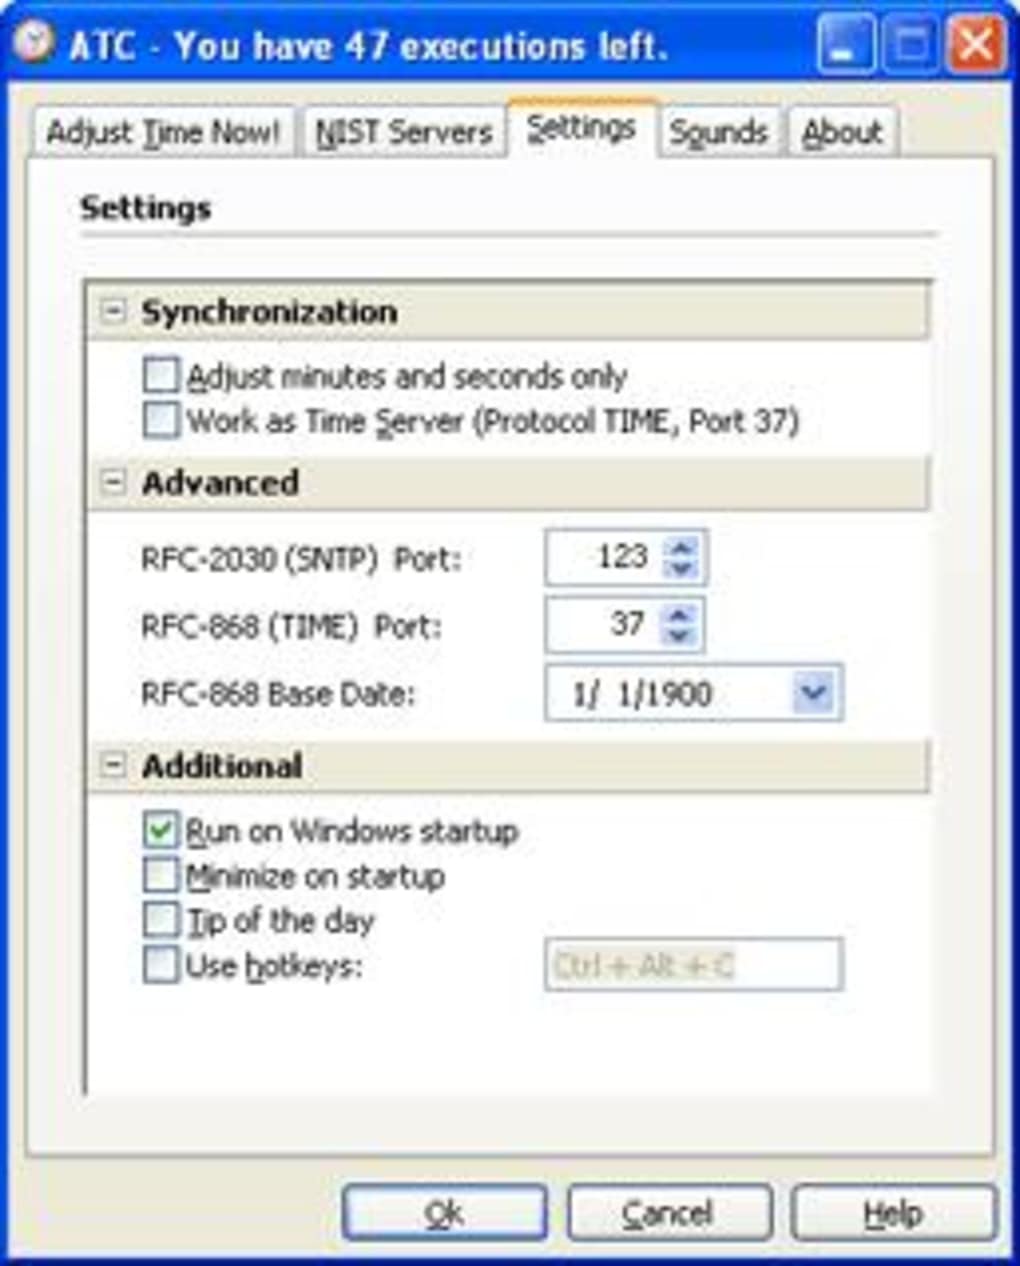 ATC - You have 47 executions left.
Adjust Time Now! NIST Servers Settings Sounds About
Settings
Synchronization
Adjust minutes and seconds only
Work as Time Server (Protocol TIME, Port 37)
Advanced
RFC-2030 (SNTP) Port: 123
RFC-868 (TIME) Port: 37
RFC-868 Base Date: 1/ 1/1900
Additional
Run on Windows startup
Minimize on startup
Tip of the day
Use hotkeys: Ctrl + Alt + C
Ok Cancel Help